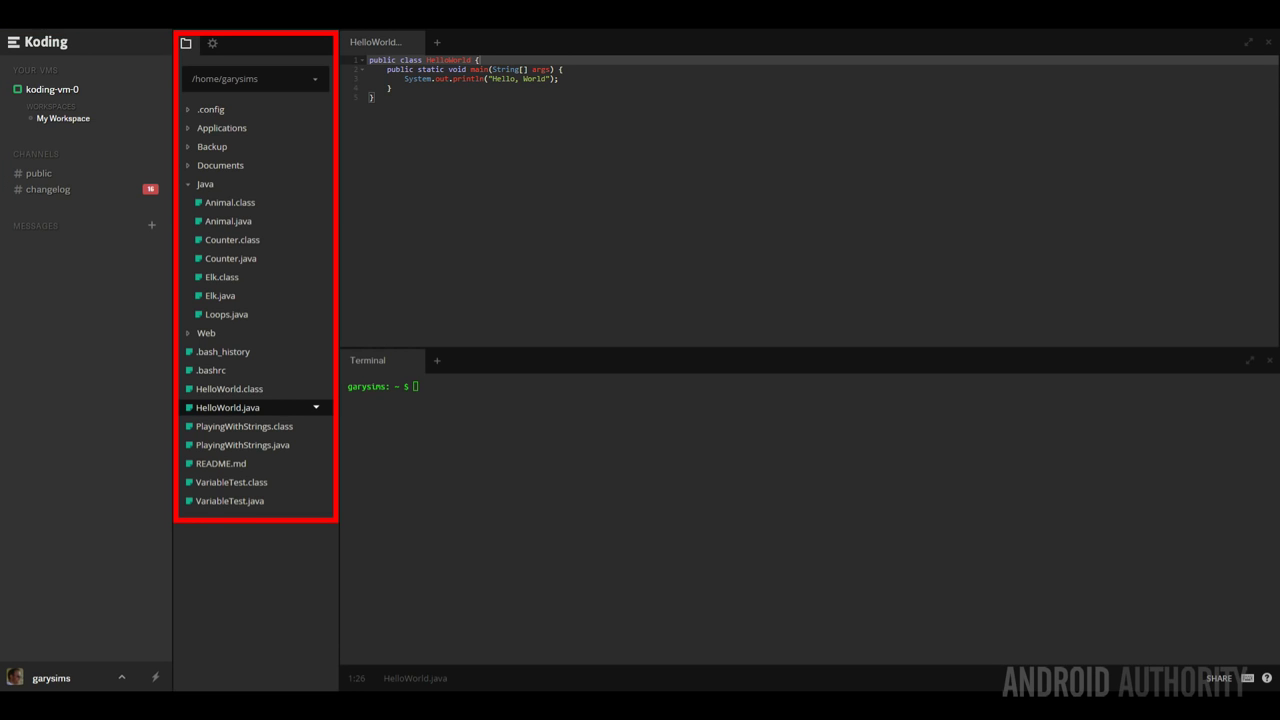 Koding
YOUR VMS
koding-vm-0
WORKSPACES
My Workspace
CHANNELS
# public
# changelog
16
MESSAGES
+
garysims
/home/garysims
.config
Applications
Backup
Documents
Java
Animal.class
Animal.java
Counter.class
Counter.java
Elk.class
Elk.java
Loops.java
Web
.bash_history
.bashrc
HelloWorld.class
HelloWorld.java
PlayingWithStrings.class
PlayingWithStrings.java
README.md
VariableTest.class
VariableTest.java
HelloWorld... +
1 public class HelloWorld {
2 public static void main(String[] args) {
3 System.out.println("Hello, World");
4 }
5 }
Terminal +
garysims: ~ $
1:26 HelloWorld.java
SHARE
ANDROID AUTHORITY